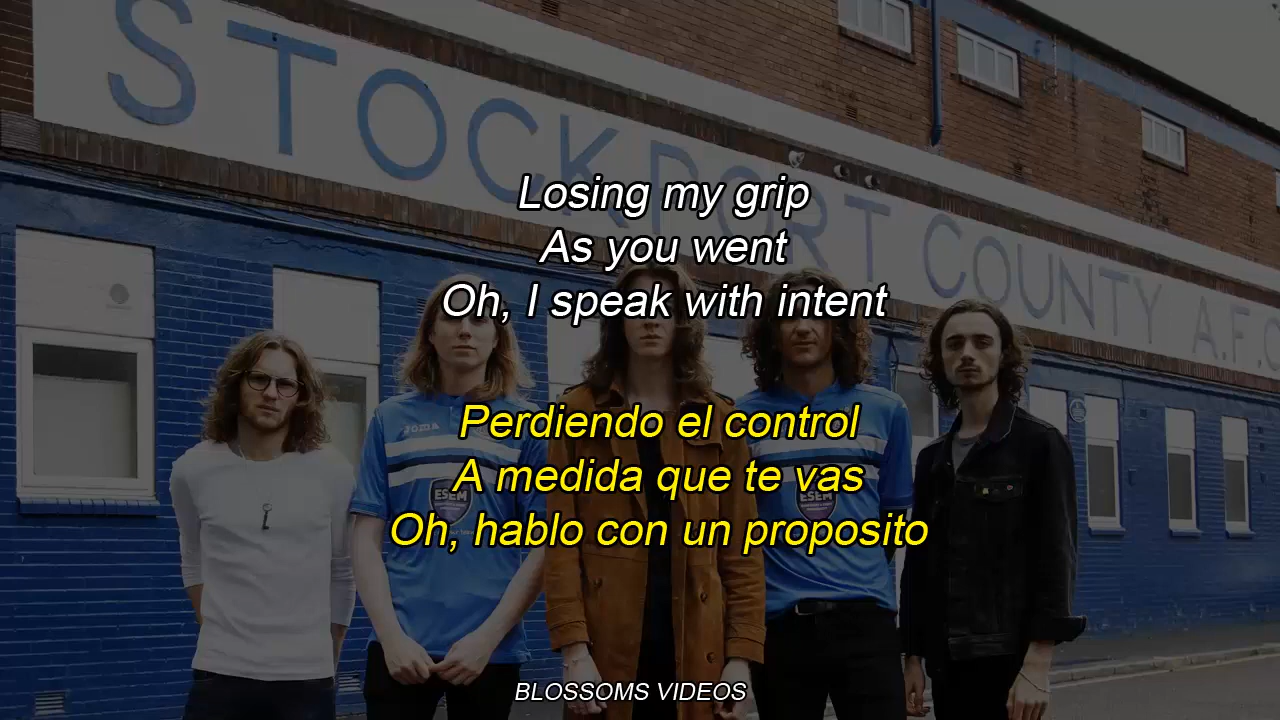 STOCKPORT COUNTY A.F.C
Losing my grip
As you went
Oh, I speak with intent
JOMA
Perdiendo el control
A medida que te vas
Oh, hablo con un proposito
ESEM
ESEM
BLOSSOMS VIDEOS